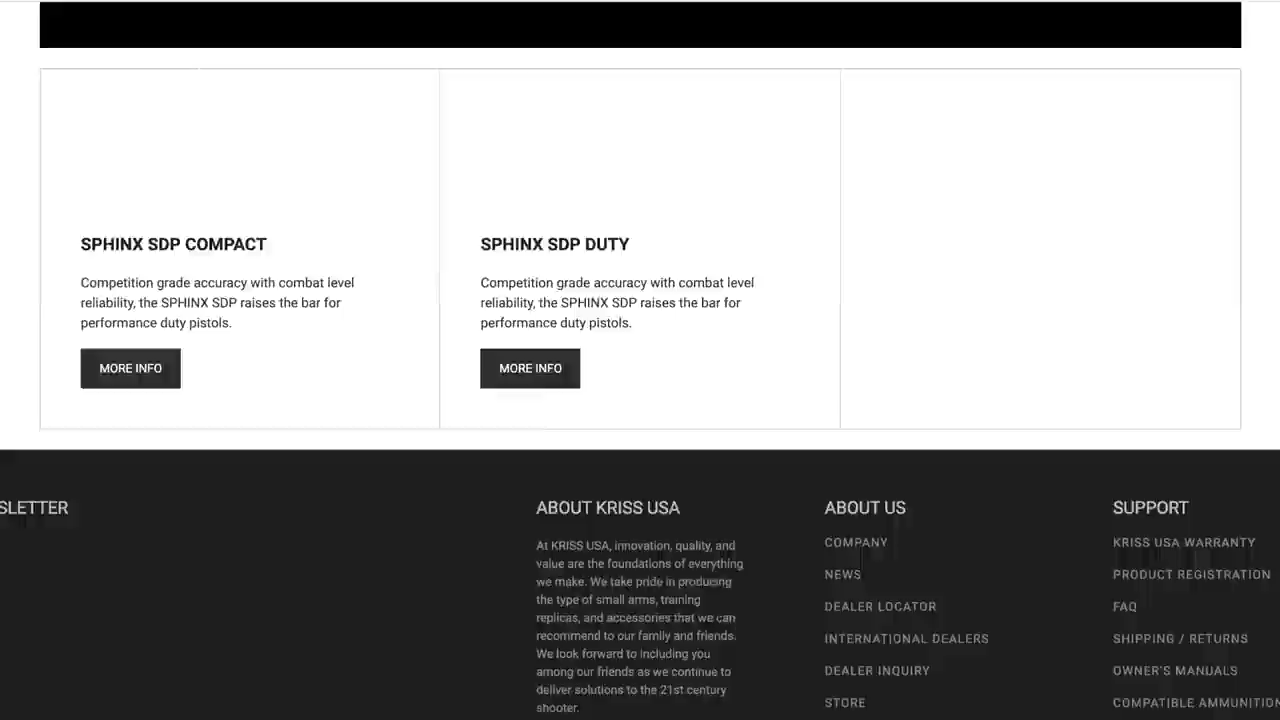 SPHINX SDP COMPACT
Competition grade accuracy with combat level
reliability, the SPHINX SDP raises the bar for
performance duty pistols.
MORE INFO
SPHINX SDP DUTY
Competition grade accuracy with combat level
reliability, the SPHINX SDP raises the bar for
performance duty pistols.
MORE INFO
SLETTER
ABOUT KRISS USA
At KRISS USA, innovation, quality, and
value are the foundations of everything
we make. We take pride in producing
the type of small arms, training
replicas, and accessories that we can
recommend to our family and friends.
We look forward to including you
among our friends as we continue to
deliver solutions to the 21st century
shooter.
ABOUT US
COMPANY
NEWS
DEALER LOCATOR
INTERNATIONAL DEALERS
DEALER INQUIRY
STORE
SUPPORT
KRISS USA WARRANTY
PRODUCT REGISTRATION
FAQ
SHIPPING / RETURNS
OWNER'S MANUALS
COMPATIBLE AMMUNITION